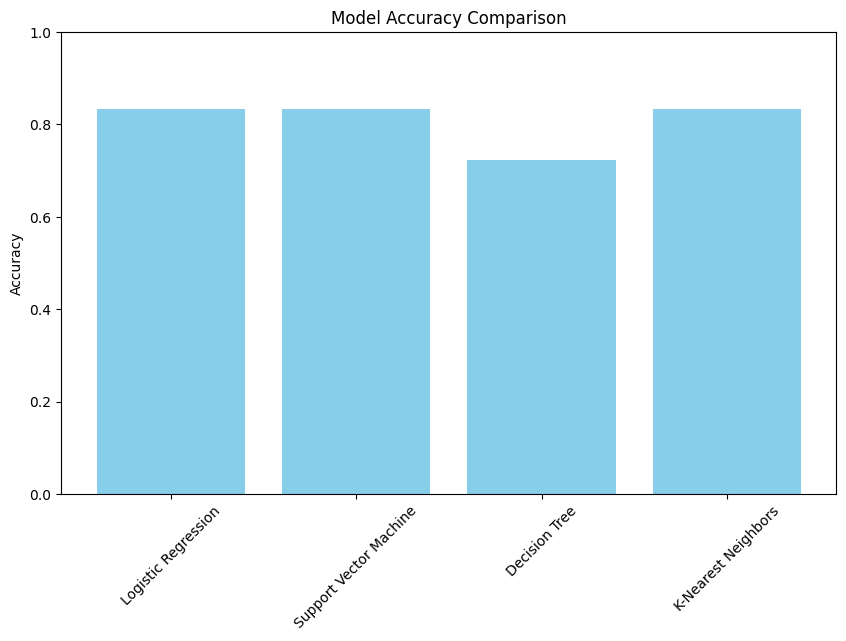 Model Accuracy Comparison
1.0
0.8
0.6
0.4
0.2
0.0
Accuracy
Logistic Regression
Support Vector Machine
Decision Tree
K-Nearest Neighbors